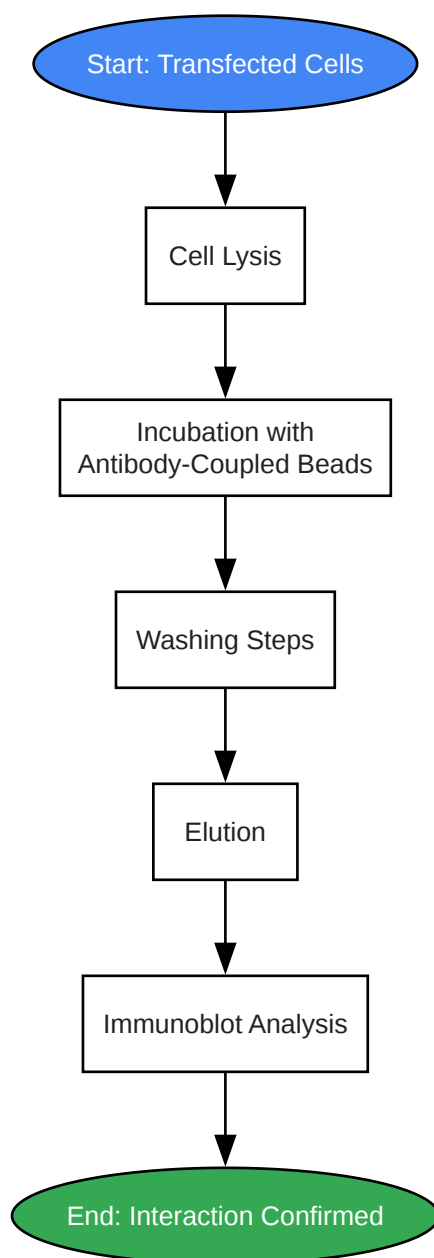 Start: Transfected Cells
Cell Lysis
Incubation with
Antibody-Coupled Beads
Washing Steps
Elution
Immunoblot Analysis
End: Interaction Confirmed